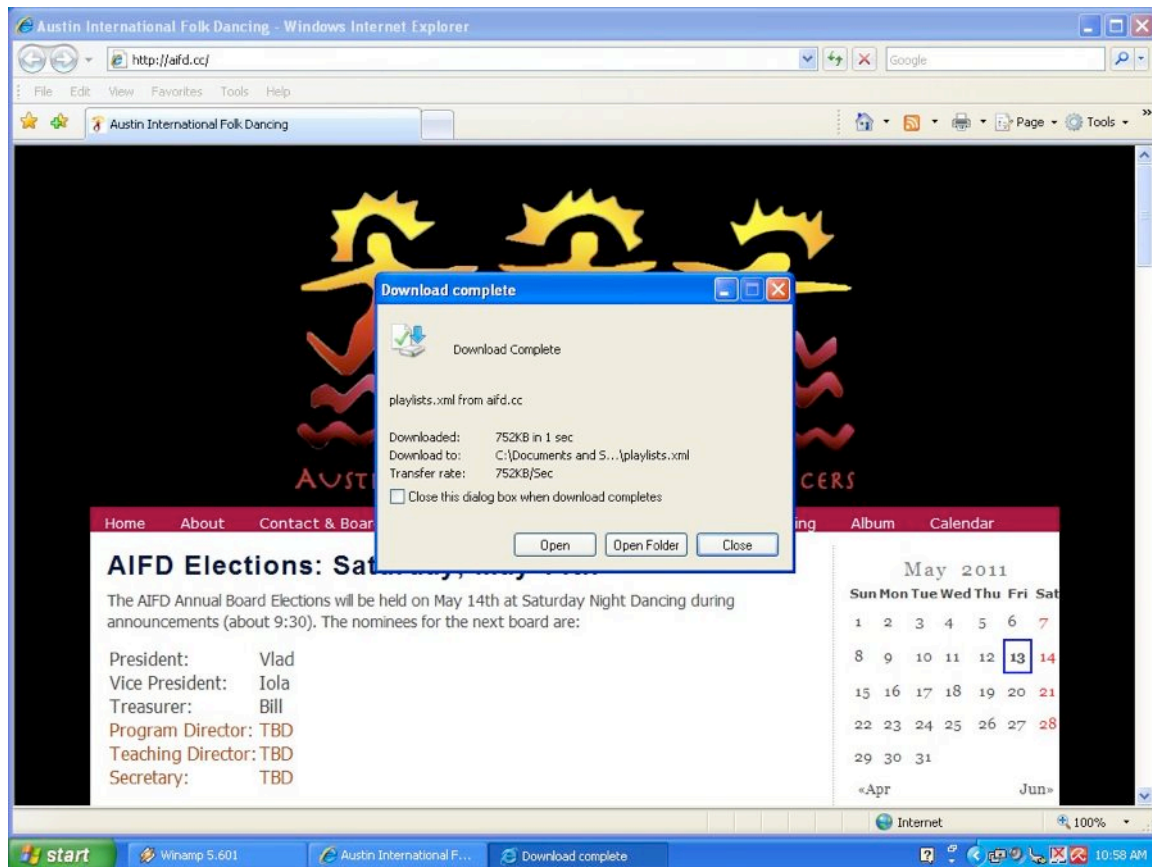 Austin International Folk Dancing - Windows Internet Explorer
http://aifd.cc/
Google
File Edit View Favorites Tools Help
Austin International Folk Dancing
Page Tools
Download complete
Download Complete
playlists.xml from aifd.cc
Downloaded: 752KB in 1 sec
Download to: C:\Documents and S...\playlists.xml
Transfer rate: 752KB/Sec
Close this dialog box when download completes
Open Open Folder Close
AUSTI
CERS
Home About Contact & Boar
ing Album Calendar
AIFD Elections: Sat
The AIFD Annual Board Elections will be held on May 14th at Saturday Night Dancing during
announcements (about 9:30). The nominees for the next board are:
President: Vlad
Vice President: Iola
Treasurer: Bill
Program Director: TBD
Teaching Director: TBD
Secretary: TBD
May 2011
Sun Mon Tue Wed Thu Fri Sat
1 2 3 4 5 6 7
8 9 10 11 12 13 14
15 16 17 18 19 20 21
22 23 24 25 26 27 28
29 30 31
«Apr Jun»
Internet 100%
start Winamp 5.601 Austin International F... Download complete 10:58 AM